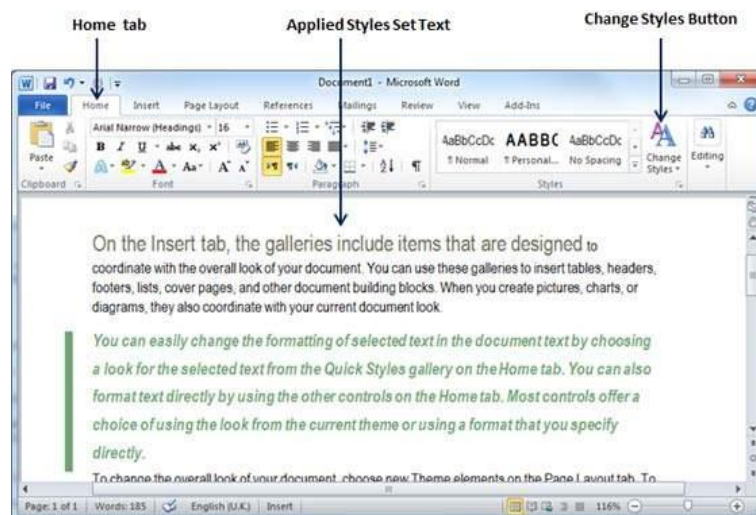 Home tab
Applied Styles Set Text
Change Styles Button
Document1 - Microsoft Word
File Home Insert Page Layout References Mailings Review View Add-Ins
Arial Narrow (Headings) 16
Paste
B I U abc x, x'
Aa A A
AaBbCcDc AABBC AaBbCcDc
¶ Normal ¶ Personal... No Spacing
Change Styles
Editing
Clipboard Font Paragraph Styles
On the Insert tab, the galleries include items that are designed to
coordinate with the overall look of your document. You can use these galleries to insert tables, headers,
footers, lists, cover pages, and other document building blocks. When you create pictures, charts, or
diagrams, they also coordinate with your current document look.
You can easily change the formatting of selected text in the document text by choosing
a look for the selected text from the Quick Styles gallery on the Home tab. You can also
format text directly by using the other controls on the Home tab. Most controls offer a
choice of using the look from the current theme or using a format that you specify
directly.
To change the overall look of your document, choose new Theme elements on the Page Layout tab. To
Page: 1 of 1 Words: 185 English (U.K.) Insert 116%